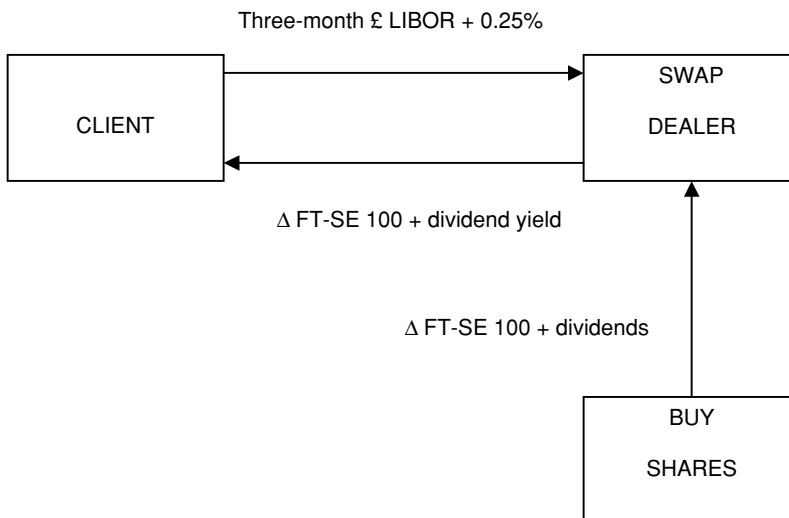 Three-month £ LIBOR + 0.25%
CLIENT
SWAP
DEALER
∆ FT-SE 100 + dividend yield
∆ FT-SE 100 + dividends
BUY
SHARES